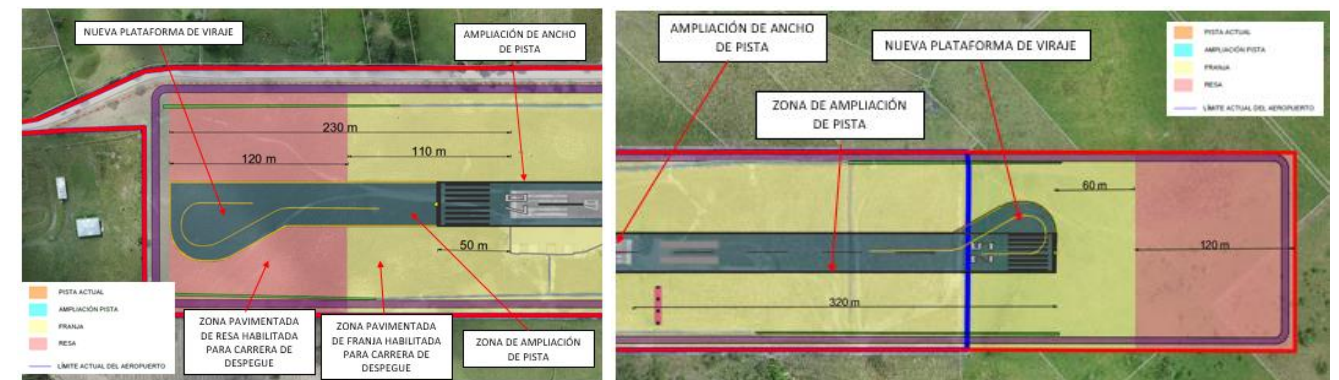 NUEVA PLATAFORMA DE VIRAJE
AMPLIACIÓN DE ANCHO
DE PISTA
230 m
120 m
110 m
50 m
ZONA PAVIMENTADA
DE RESA HABILITADA
PARA CARRERA DE
DESPEGUE
ZONA PAVIMENTADA
DE FRANJA HABILITADA
PARA CARRERA DE
DESPEGUE
ZONA DE AMPLIACIÓN
DE PISTA
PISTA ACTUAL
AMPLIACIÓN PISTA
FRANJA
RESA
LÍMITE ACTUAL DEL AEROPUERTO
AMPLIACIÓN DE ANCHO
DE PISTA
NUEVA PLATAFORMA DE VIRAJE
ZONA DE AMPLIACIÓN
DE PISTA
60 m
120 m
320 m
PISTA ACTUAL
AMPLIACIÓN PISTA
FRANJA
RESA
LÍMITE ACTUAL DEL AEROPUERTO